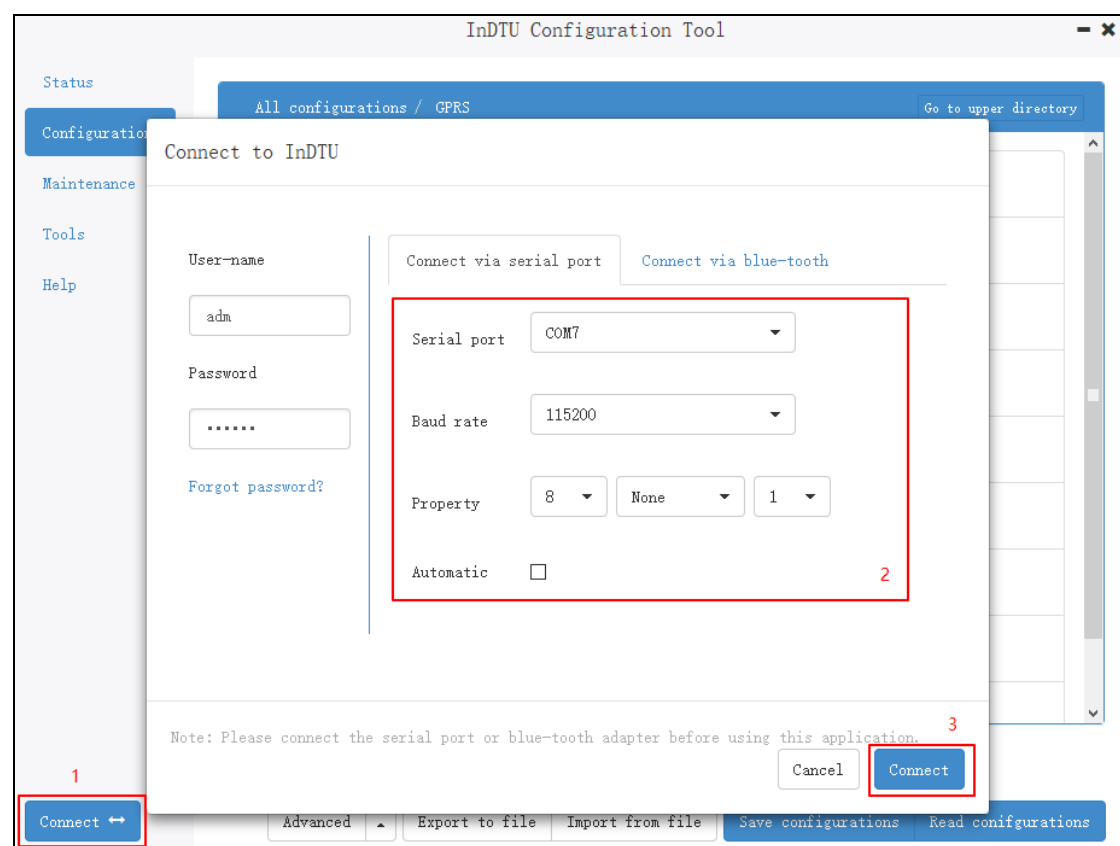 InDTU Configuration Tool
Status
Configuration
Maintenance
Tools
Help
All configurations / GPRS
Go to upper directory
Connect to InDTU
User-name
adm
Password
••••••
Forgot password?
Connect via serial port
Connect via blue-tooth
Serial port COM7
Baud rate 115200
Property 8 None 1
Automatic
2
Note: Please connect the serial port or blue-tooth adapter before using this application.
3
Cancel
Connect
1
Connect ↔
Advanced
Export to file
Import from file
Save configurations
Read conifgurations